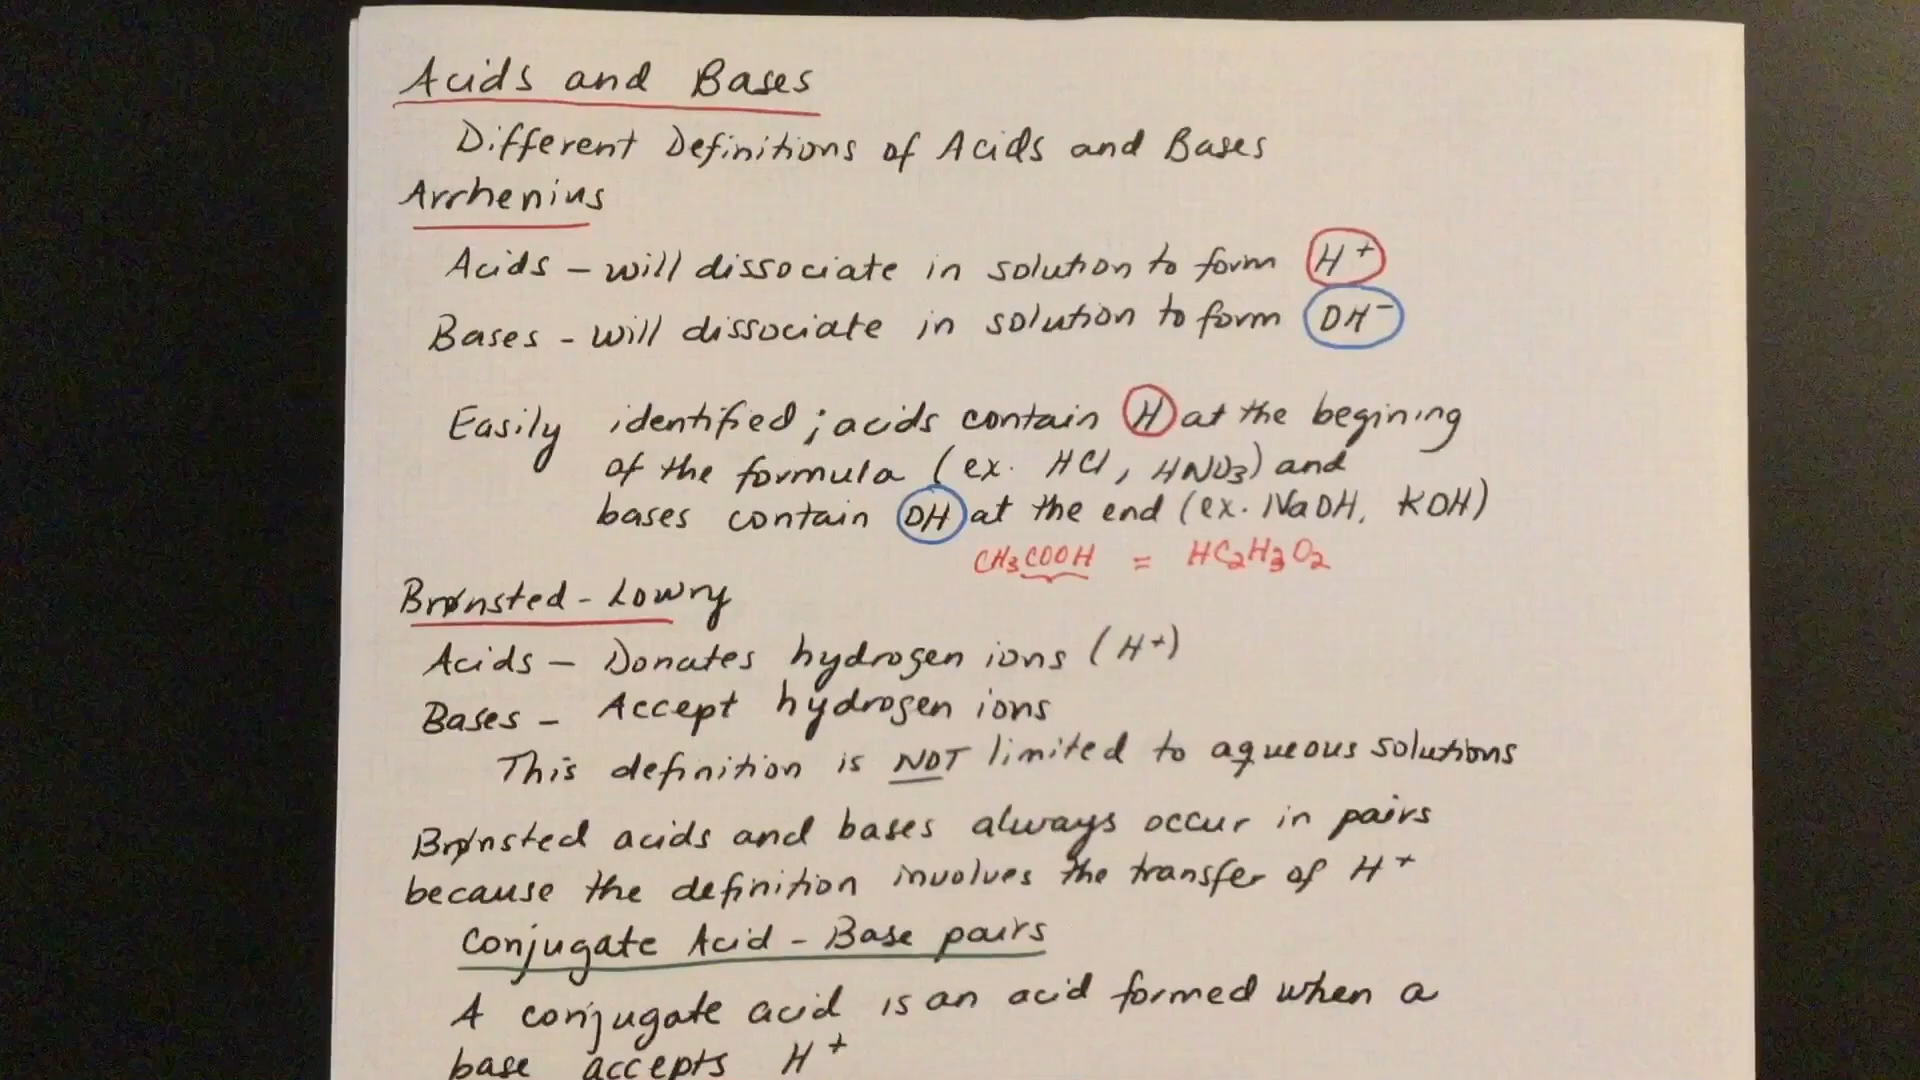 Acids and Bases
Different Definitions of Acids and Bases
Arrhenius
Acids - will dissociate in solution to form H⁺
Bases - will dissociate in solution to form OH⁻
Easily identified; acids contain H at the begining
of the formula (ex. HCl, HNO₃) and
bases contain OH at the end (ex. NaOH, KOH)
CH₃COOH = HC₂H₃O₂
Brønsted - Lowry
Acids - Donates hydrogen ions (H⁺)
Bases - Accept hydrogen ions
This definition is NOT limited to aqueous solutions
Brønsted acids and bases always occur in pairs
because the definition involves the transfer of H⁺
Conjugate Acid - Base pairs
A conjugate acid is an acid formed when a
base accepts H⁺